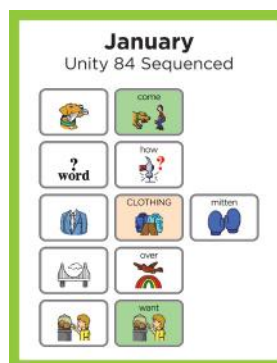 January
Unity 84 Sequenced
come
? word
how
CLOTHING
mitten
over
want